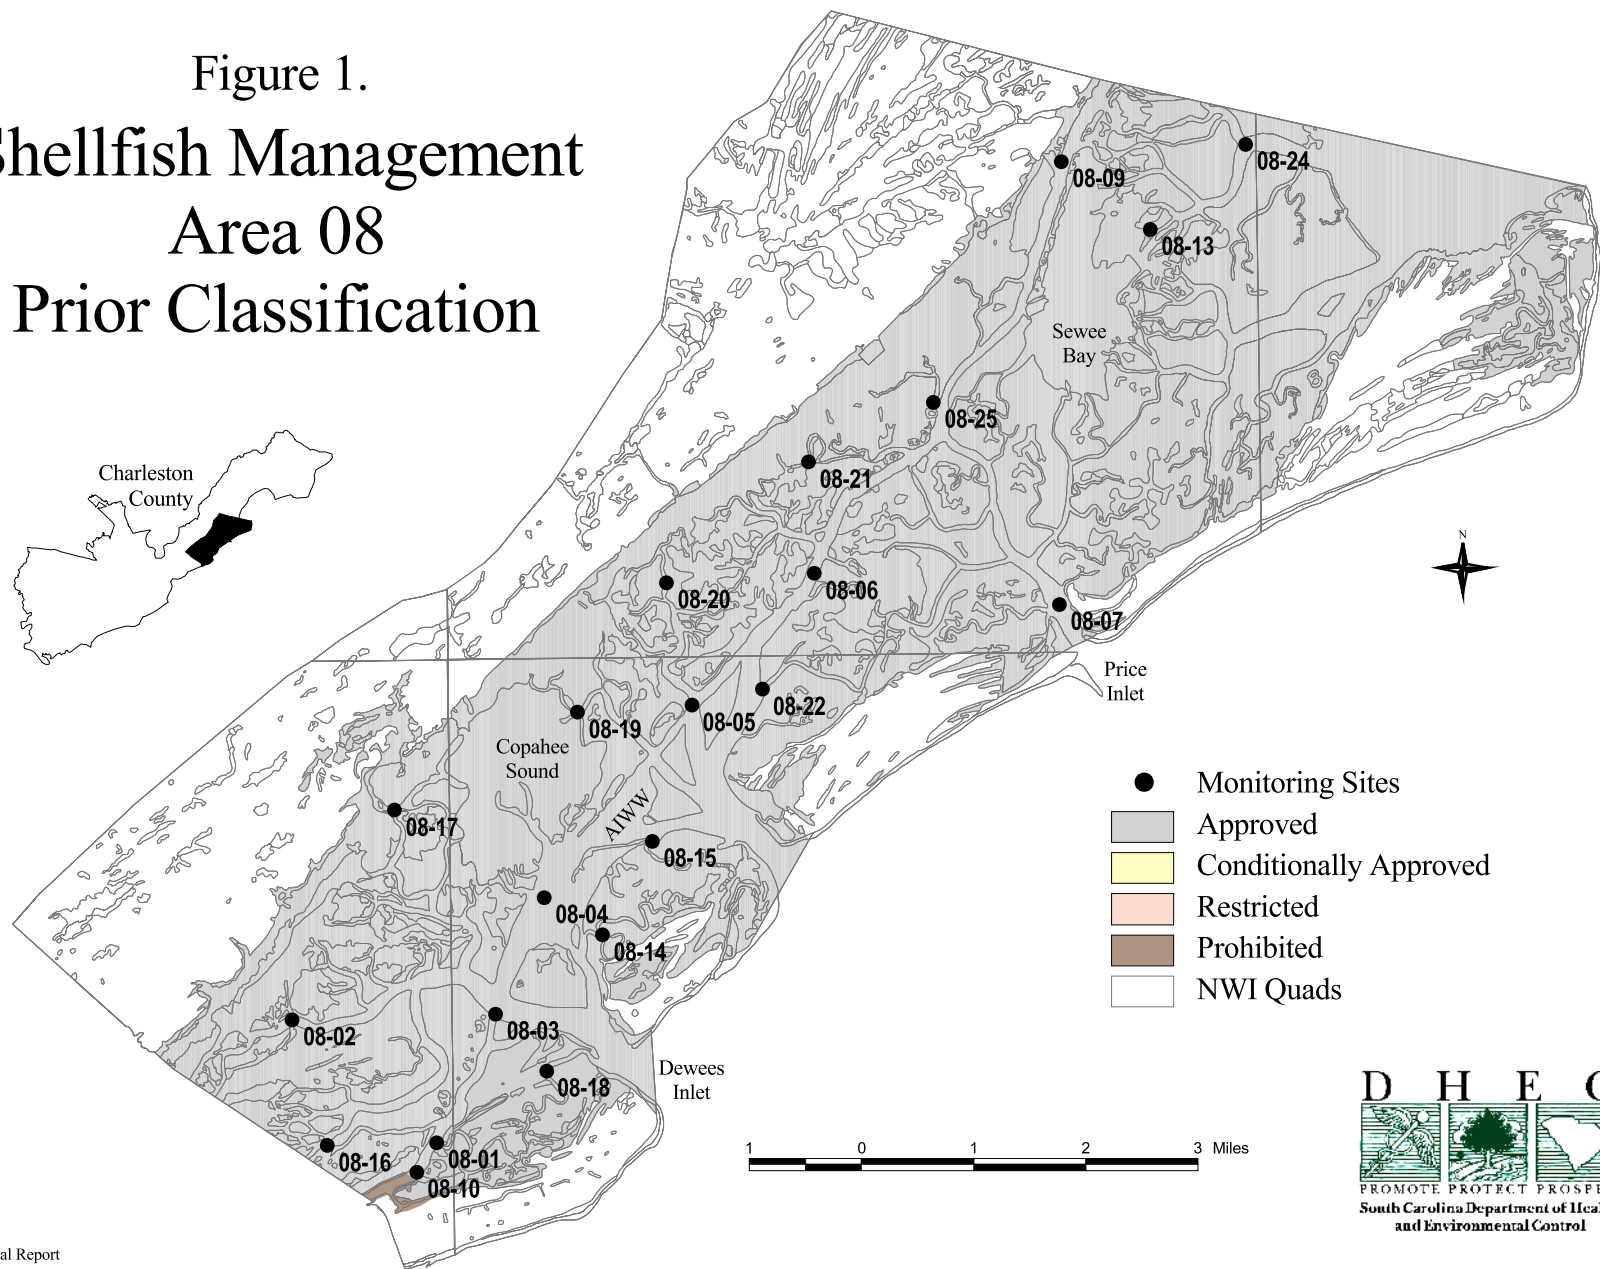 Figure 1.
Shellfish Management
Area 08
Prior Classification
08-24
08-09
08-13
Sewee
Bay
08-25
Charleston
County
08-21
N
08-20
08-06
08-07
Price
Inlet
08-22
08-05
08-19
Copahee
Sound
AIWW
08-17
08-15
08-04
08-14
08-02
08-03
Dewees
Inlet
08-18
08-16
08-01
08-10
Monitoring Sites
Approved
Conditionally Approved
Restricted
Prohibited
NWI Quads
1 0 1 2 3 Miles
D H E C
PROMOTE PROTECT PROSPE
South Carolina Department of Heal
and Environmental Control
al Report